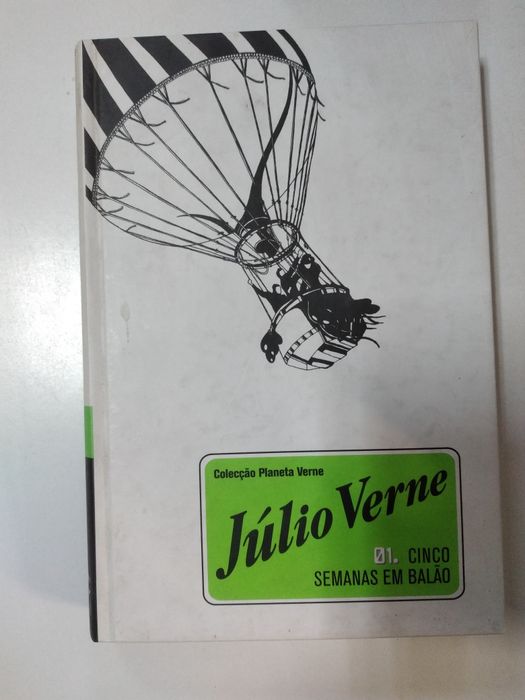 Colecção Planeta Verne
Júlio Verne
01. CINCO
SEMANAS EM BALÃO